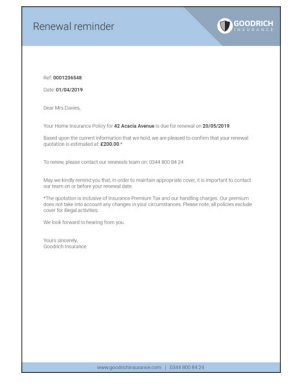 Renewal reminder
GOODRICH
INSURANCE
Ref: 0001206548
Date: 01/04/2019
Dear Mrs Davies,
Your Home Insurance Policy for 42 Acacia Avenue is due for renewal on 20/05/2019.
Based upon the current information that we hold, we are pleased to confirm that your renewal
quotation is estimated at: £200.00.*
To renew, please contact our renewals team on: 0344 800 84 24
May we kindly remind you that, in order to maintain appropriate cover, it is important to contact
our team on or before your renewal date.
*The quotation is inclusive of Insurance Premium Tax and our handling charges. Our premium
does not take into account any changes in your circumstances. Please note, all policies exclude
cover for illegal activities.
We look forward to hearing from you.
Yours sincerely,
Goodrich Insurance
www.goodrichinsurance.com | 0344 800 84 24